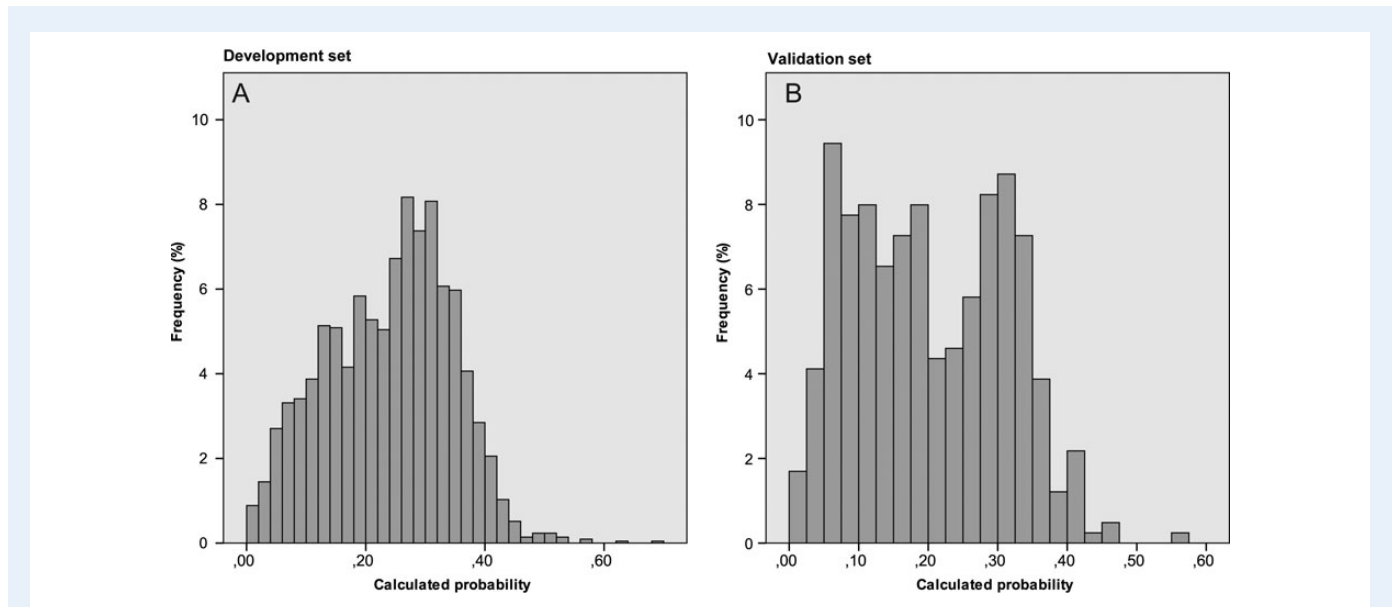 Development set
A
10
8
6
4
2
0
Frequency (%)
,00 ,20 ,40 ,60
Calculated probability
Validation set
B
10
8
6
4
2
0
Frequency (%)
,00 ,10 ,20 ,30 ,40 ,50 ,60
Calculated probability